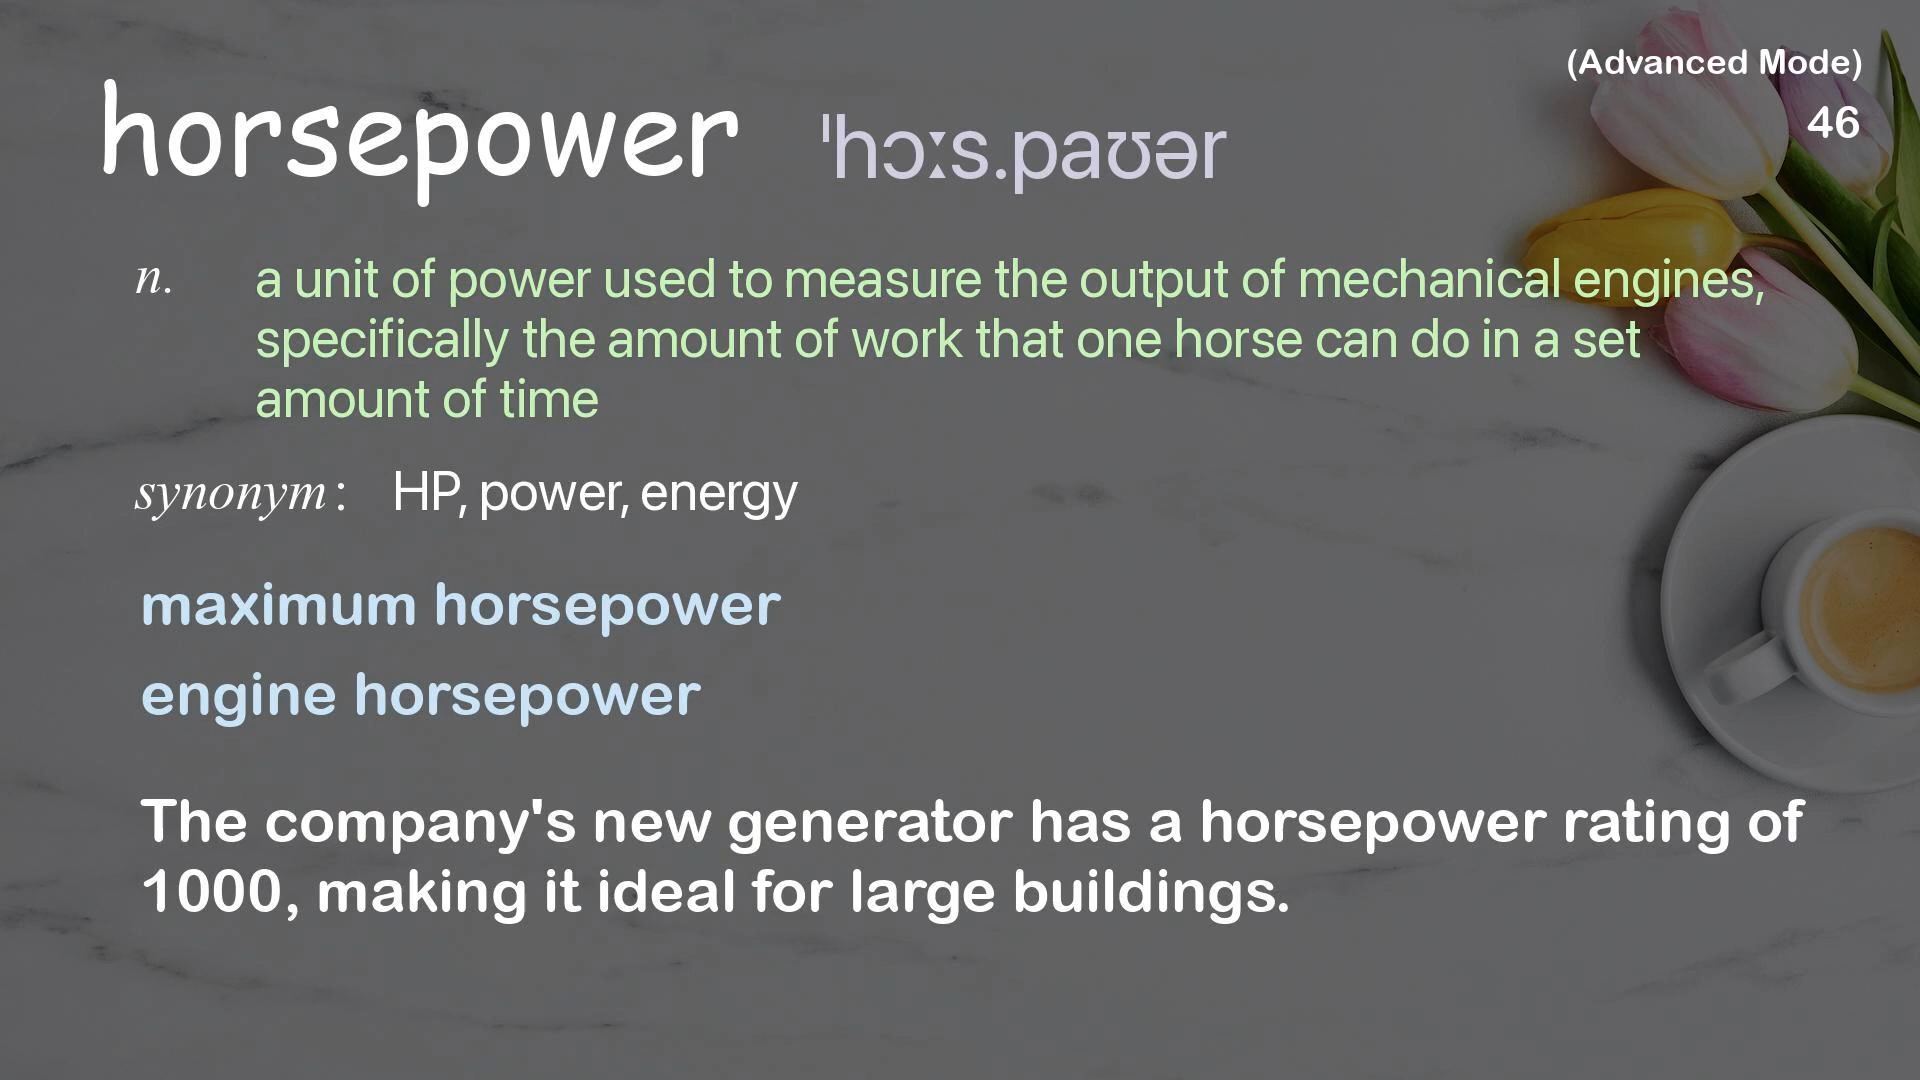 (Advanced Mode)
46
horsepower ˈhɔːs.paʊər
n. a unit of power used to measure the output of mechanical engines,
specifically the amount of work that one horse can do in a set
amount of time
synonym: HP, power, energy
maximum horsepower
engine horsepower
The company's new generator has a horsepower rating of
1000, making it ideal for large buildings.